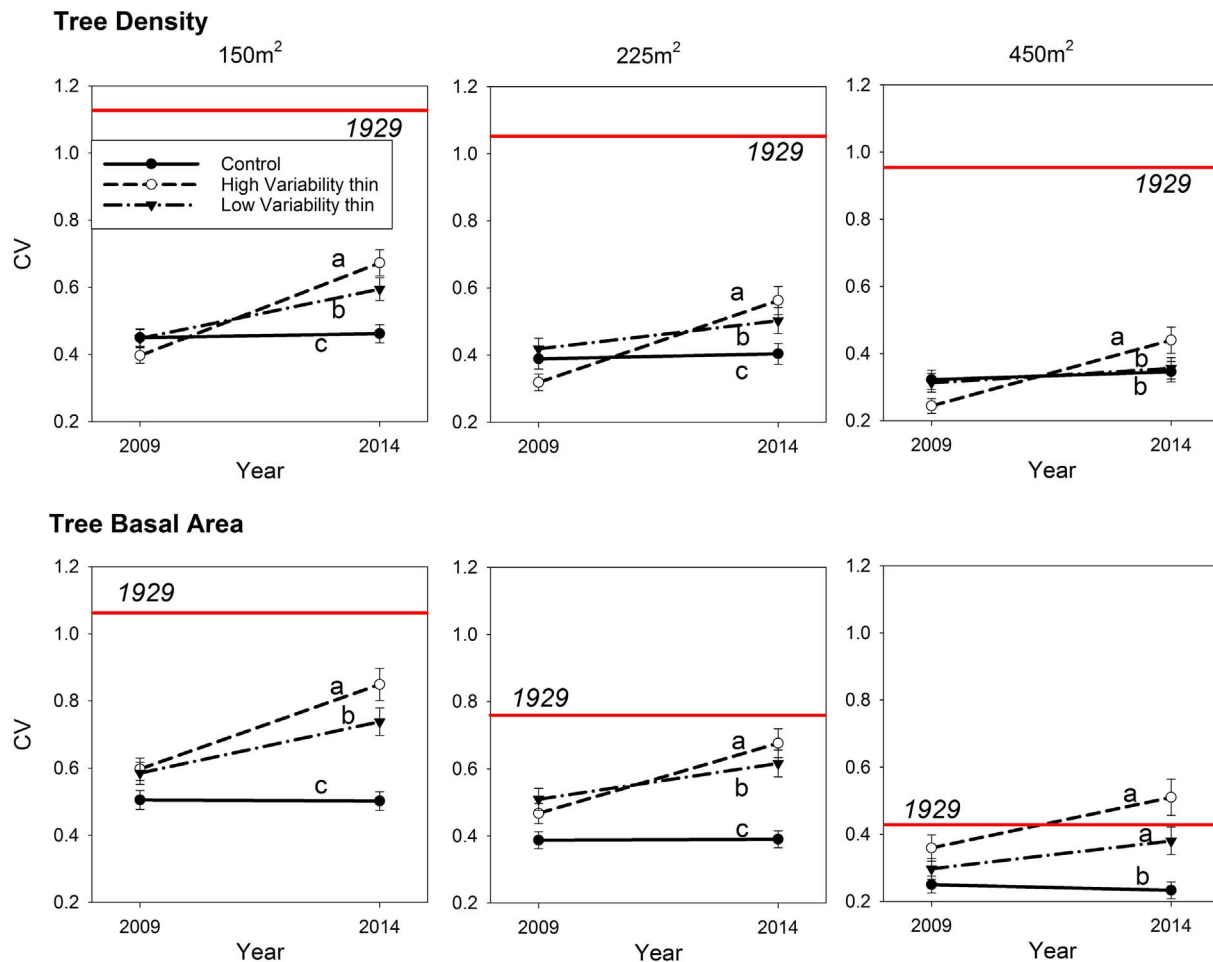 Tree Density
150m²
225m²
450m²
1.2
1.0
0.8
0.6
0.4
0.2
CV
1929
Control
High Variability thin
Low Variability thin
a
b
c
2009
2014
Year
1.2
1.0
0.8
0.6
0.4
0.2
1929
a
b
c
2009
2014
Year
1.2
1.0
0.8
0.6
0.4
0.2
1929
a
b
b
2009
2014
Year
Tree Basal Area
1.2
1.0
0.8
0.6
0.4
0.2
CV
1929
a
b
c
2009
2014
Year
1.2
1.0
0.8
0.6
0.4
0.2
1929
a
b
c
2009
2014
Year
1.2
1.0
0.8
0.6
0.4
0.2
1929
a
a
b
2009
2014
Year